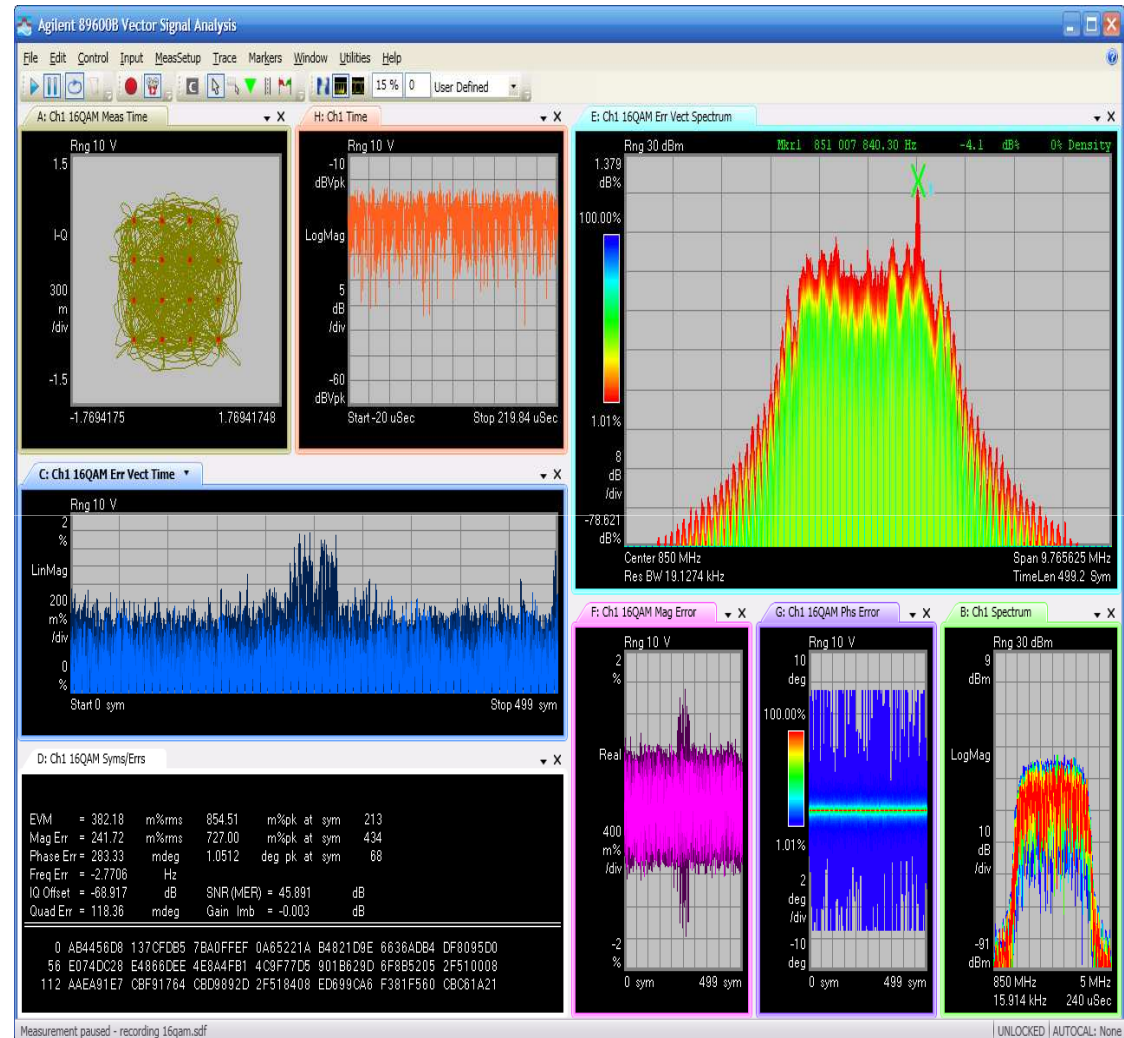 Agilent 89600B Vector Signal Analysis
File Edit Control Input MeasSetup Trace Markers Window Utilities Help
15 % 0 User Defined
A: Ch1 16QAM Meas Time
Rng 10 V
1.5
I-Q
300
m
/div
-1.5
-1.7694175 1.76941748
H: Ch1 Time
Rng 10 V
-10
dBVpk
LogMag
5
dB
/div
-60
dBVpk
Start -20 uSec Stop 219.84 uSec
E: Ch1 16QAM Err Vect Spectrum
Rng 30 dBm Mkr1 851 007 840.30 Hz -4.1 dB% 0% Density
1.379
dB%
100.00%
1.01%
8
dB
/div
-78.621
dB%
Center 850 MHz Span 9.765625 MHz
Res BW 19.1274 kHz TimeLen 499.2 Sym
C: Ch1 16QAM Err Vect Time
Rng 10 V
2
%
LinMag
200
m%
/div
0
%
Start 0 sym Stop 499 sym
F: Ch1 16QAM Mag Error
Rng 10 V
2
%
Real
400
m%
/div
-2
%
0 sym 499 sym
G: Ch1 16QAM Phs Error
Rng 10 V
10
deg
100.00%
1.01%
2
deg
/div
-10
deg
0 sym 499 sym
B: Ch1 Spectrum
Rng 30 dBm
9
dBm
LogMag
10
dB
/div
-91
dBm
850 MHz 5 MHz
15.914 kHz 240 uSec
D: Ch1 16QAM Syms/Errs
EVM = 382.18 m%rms 854.51 m%pk at sym 213
Mag Err = 241.72 m%rms 727.00 m%pk at sym 434
Phase Err = 283.33 mdeg 1.0512 deg pk at sym 68
Freq Err = -2.7706 Hz
IQ Offset = -68.917 dB SNR(MER) = 45.891 dB
Quad Err = 118.36 mdeg Gain Imb = -0.003 dB
0 AB4456D8 137CFDB5 7BA0FFEF 0A65221A B4821D9E 6636ADB4 DF8095D0
56 E074DC28 E4866DEE 4E8A4FB1 4C9F77D5 901B629D 6F8B5205 2F510008
112 AAEA91E7 CBF91764 CBD9892D 2F518408 ED699CA6 F381F560 CBC61A21
Measurement paused - recording 16qam.sdf UNLOCKED AUTOCAL: None